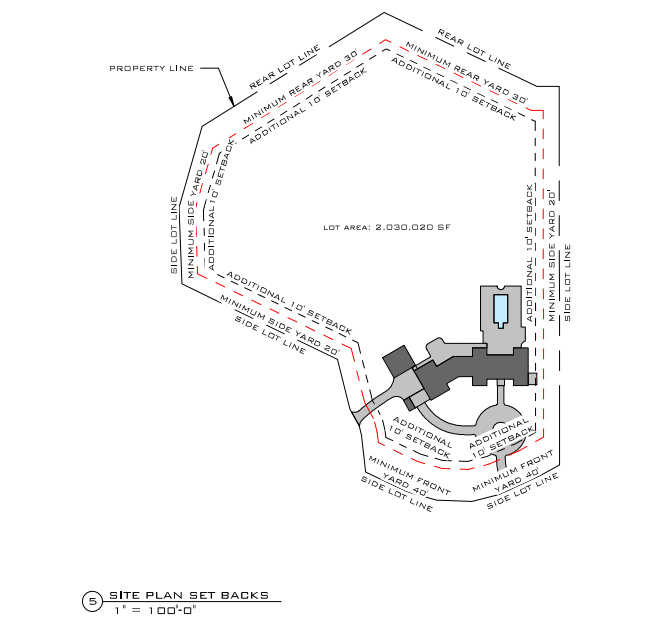 REAR LOT LINE
REAR LOT LINE
PROPERTY LINE
MINIMUM REAR YARD 30'
MINIMUM REAR YARD 30'
ADDITIONAL 10' SETBACK
ADDITIONAL 10' SETBACK
SIDE LOT LINE
MINIMUM SIDE YARD 20'
ADDITIONAL 10' SETBACK
LOT AREA: 2,030,020 SF
ADDITIONAL 10' SETBACK
MINIMUM SIDE YARD 20'
SIDE LOT LINE
ADDITIONAL 10' SETBACK
MINIMUM SIDE YARD 20'
SIDE LOT LINE
ADDITIONAL
10' SETBACK
ADDITIONAL
10' SETBACK
MINIMUM FRONT
YARD 40'
SIDE LOT LINE
MINIMUM FRONT
YARD 40'
SIDE LOT LINE
5 SITE PLAN SET BACKS
1" = 100'-0"